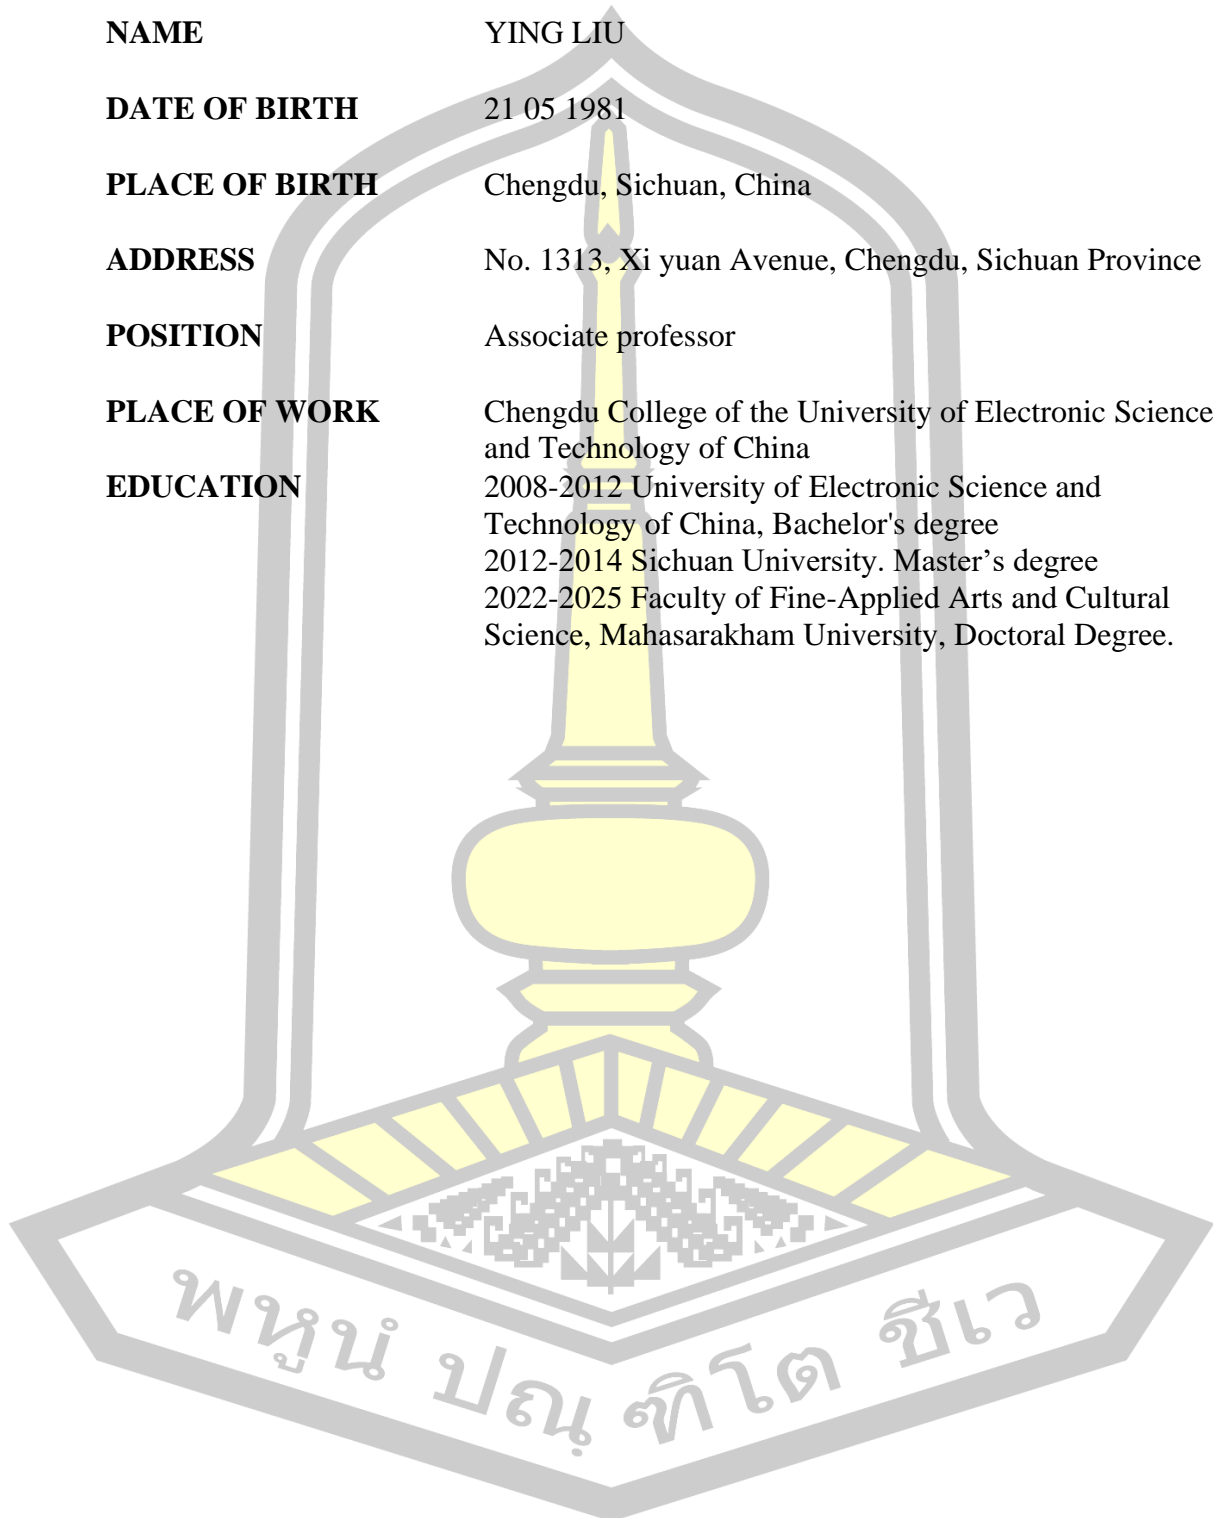 NAME YING LIU
DATE OF BIRTH 21 05 1981
PLACE OF BIRTH Chengdu, Sichuan, China
ADDRESS No. 1313, Xi yuan Avenue, Chengdu, Sichuan Province
POSITION Associate professor
PLACE OF WORK Chengdu College of the University of Electronic Science
and Technology of China
EDUCATION 2008-2012 University of Electronic Science and
Technology of China, Bachelor's degree
2012-2014 Sichuan University. Master’s degree
2022-2025 Faculty of Fine-Applied Arts and Cultural
Science, Mahasarakham University, Doctoral Degree.
พหูนํ ปณฺฑิโต ชีเว